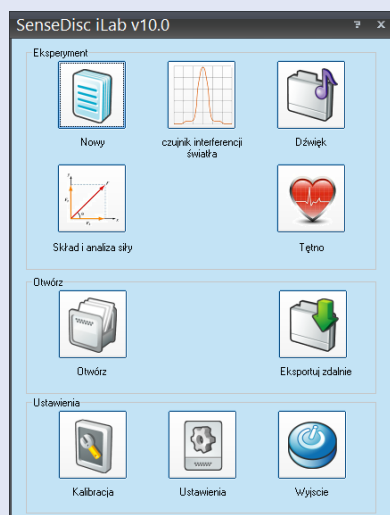 SenseDisc iLab v10.0
Eksperyment
Nowy
czujnik interferencji
światła
Dźwięk
Skład i analiza siły
Tętno
Otwórz
Otwórz
Eksportuj zdalnie
Ustawienia
Kalibracja
Ustawienia
Wyjscie